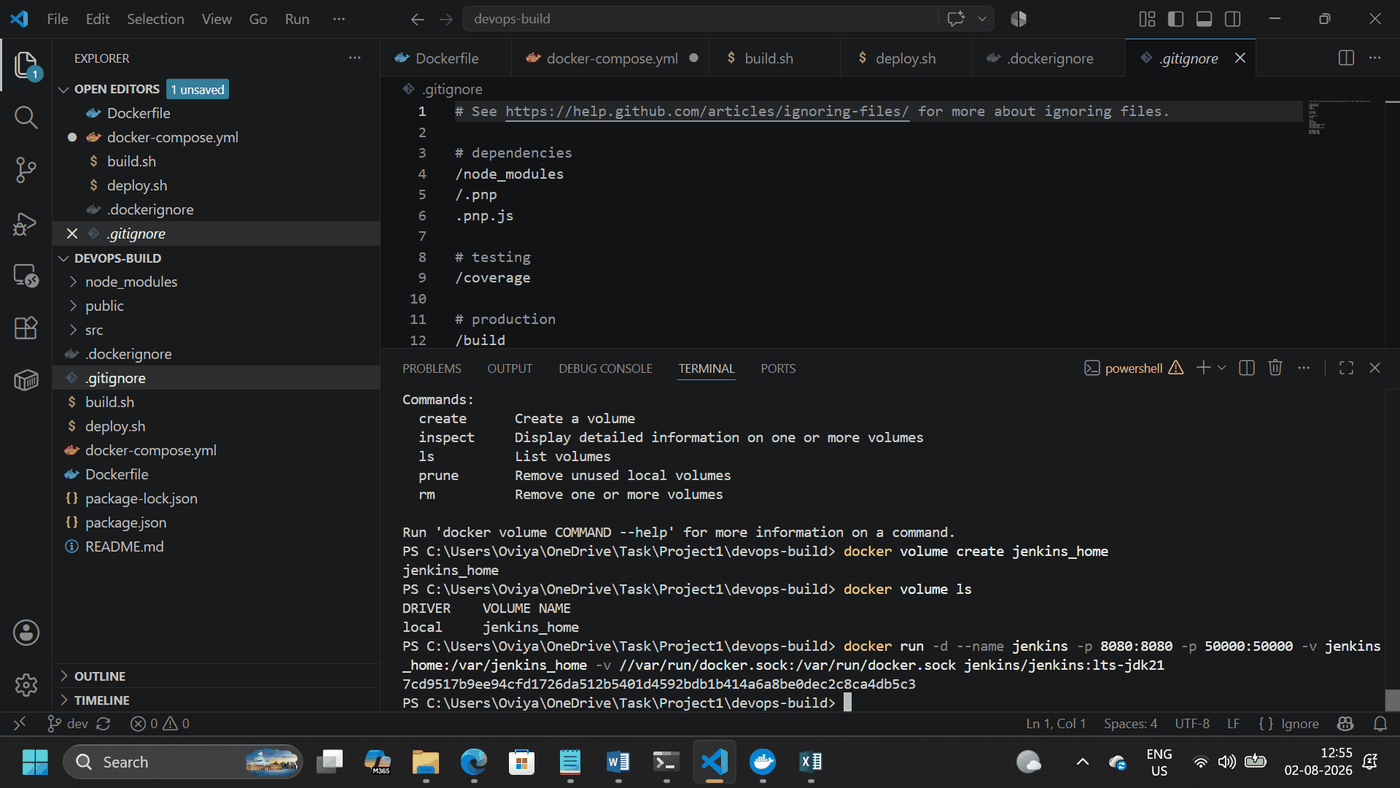 File Edit Selection View Go Run ···
devops-build
EXPLORER ···
OPEN EDITORS 1 unsaved
Dockerfile
docker-compose.yml
build.sh
deploy.sh
.dockerignore
.gitignore
DEVOPS-BUILD
node_modules
public
src
.dockerignore
.gitignore
build.sh
deploy.sh
docker-compose.yml
Dockerfile
package-lock.json
package.json
README.md
OUTLINE
TIMELINE
1
Dockerfile docker-compose.yml $ build.sh $ deploy.sh .dockerignore .gitignore ···
.gitignore
1 # See https://help.github.com/articles/ignoring-files/ for more about ignoring files.
2
3 # dependencies
4 /node_modules
5 /.pnp
6 .pnp.js
7
8 # testing
9 /coverage
10
11 # production
12 /build
PROBLEMS OUTPUT DEBUG CONSOLE TERMINAL PORTS powershell ···
Commands:
create Create a volume
inspect Display detailed information on one or more volumes
ls List volumes
prune Remove unused local volumes
rm Remove one or more volumes
Run 'docker volume COMMAND --help' for more information on a command.
PS C:\Users\Oviya\OneDrive\Task\Project1\devops-build> docker volume create jenkins_home
jenkins_home
PS C:\Users\Oviya\OneDrive\Task\Project1\devops-build> docker volume ls
DRIVER VOLUME NAME
local jenkins_home
PS C:\Users\Oviya\OneDrive\Task\Project1\devops-build> docker run -d --name jenkins -p 8080:8080 -p 50000:50000 -v jenkins
_home:/var/jenkins_home -v //var/run/docker.sock:/var/run/docker.sock jenkins/jenkins:lts-jdk21
7cd9517b9ee94cfd1726da512b5401d4592bdb1b414a6a8be0dec2c8ca4db5c3
PS C:\Users\Oviya\OneDrive\Task\Project1\devops-build>
dev 0 0 Ln 1, Col 1 Spaces: 4 UTF-8 LF { } Ignore
Search M365 ENG US 12:55
02-08-2026